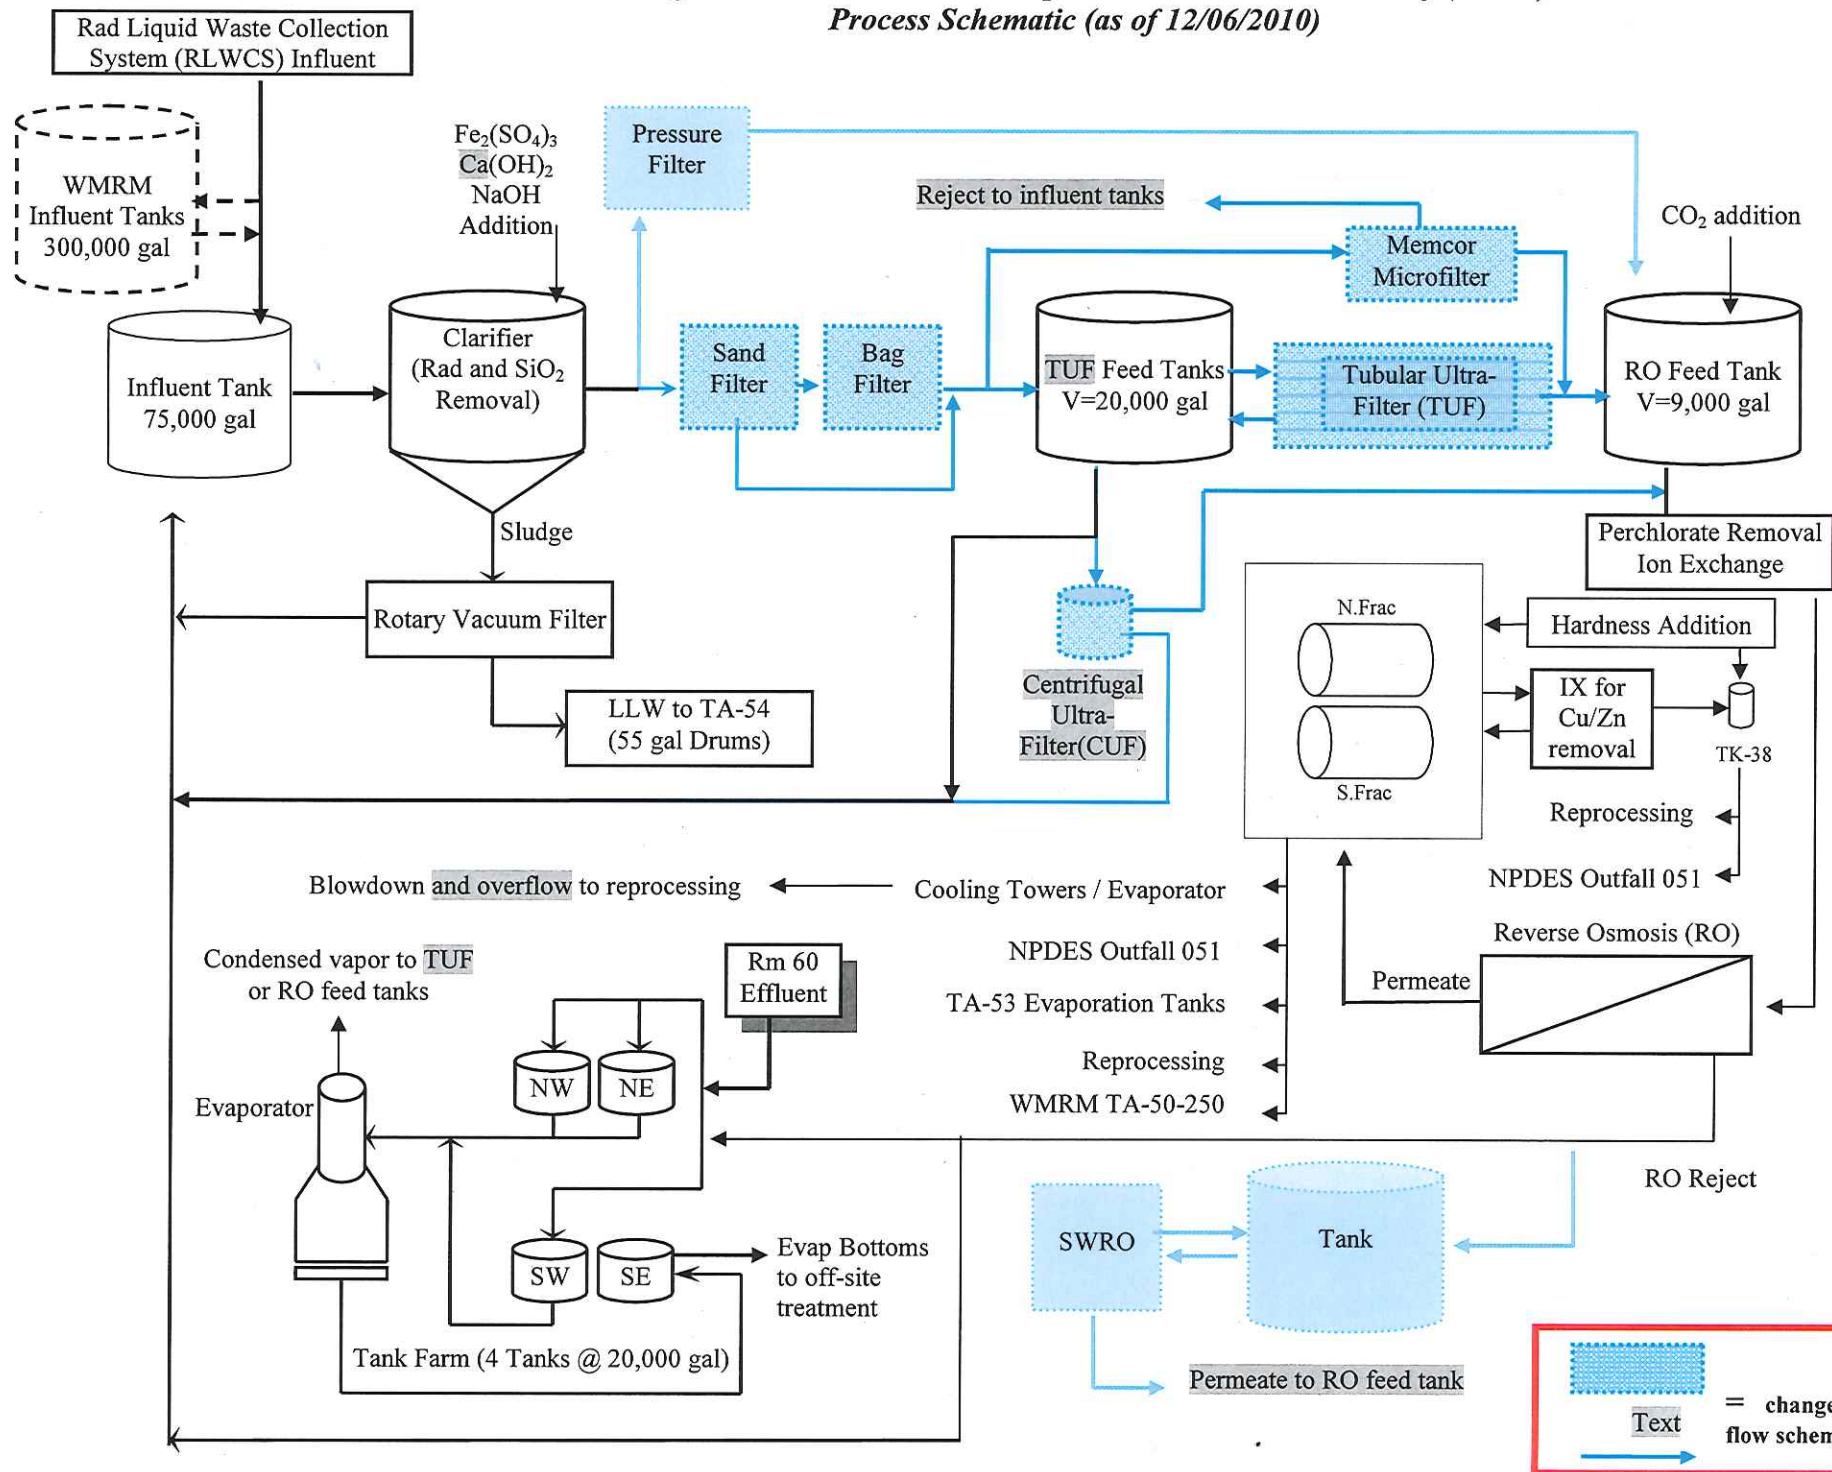 Process Schematic (as of 12/06/2010)
Rad Liquid Waste Collection
System (RLWCS) Influent
WMRM
Influent Tanks
300,000 gal
Fe2(SO4)3
Ca(OH)2
NaOH
Addition
Pressure
Filter
Reject to influent tanks
Memcor
Microfilter
CO2 addition
Influent Tank
75,000 gal
Clarifier
(Rad and SiO2
Removal)
Sand
Filter
Bag
Filter
TUF Feed Tanks
V=20,000 gal
Tubular Ultra-
Filter (TUF)
RO Feed Tank
V=9,000 gal
Sludge
Rotary Vacuum Filter
LLW to TA-54
(55 gal Drums)
Centrifugal
Ultra-
Filter(CUF)
Perchlorate Removal
Ion Exchange
N.Frac
S.Frac
Hardness Addition
IX for
Cu/Zn
removal
TK-38
Reprocessing
NPDES Outfall 051
Blowdown and overflow to reprocessing
Cooling Towers / Evaporator
NPDES Outfall 051
TA-53 Evaporation Tanks
Reprocessing
WMRM TA-50-250
Reverse Osmosis (RO)
Permeate
RO Reject
Condensed vapor to TUF
or RO feed tanks
Rm 60
Effluent
Evaporator
NW
NE
SW
SE
Evap Bottoms
to off-site
treatment
Tank Farm (4 Tanks @ 20,000 gal)
SWRO
Tank
Permeate to RO feed tank
Text
= change
flow schem